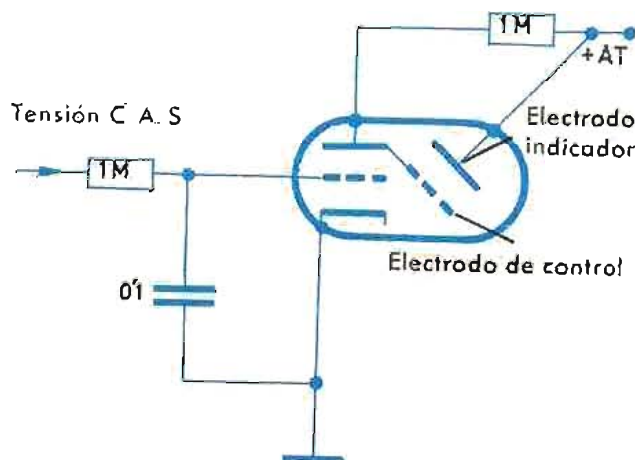 1M
+AT
Tensión C A. S
1M
Electrodo
indicador
Electrodo de control
0'1